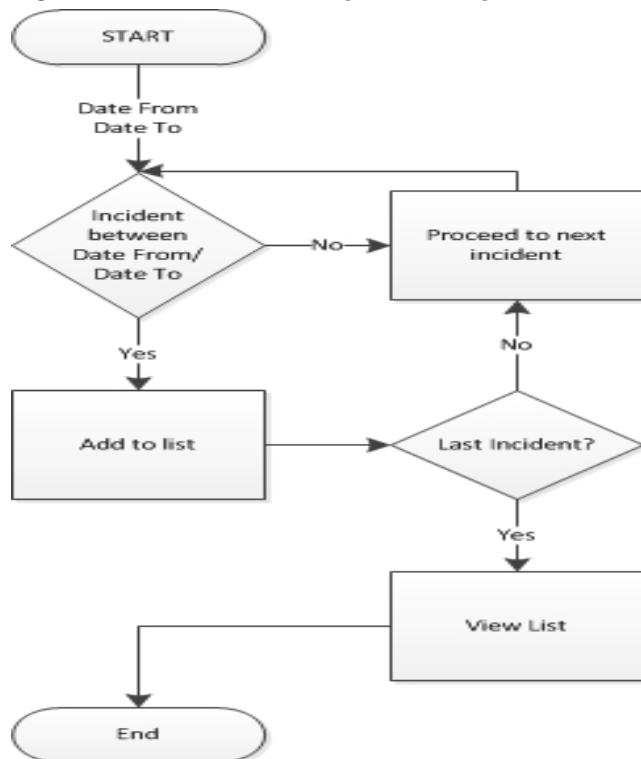 START
Date From
Date To
Incident
between
Date From/
Date To
No
Proceed to next
incident
Yes
No
Add to list
Last Incident?
Yes
View List
End